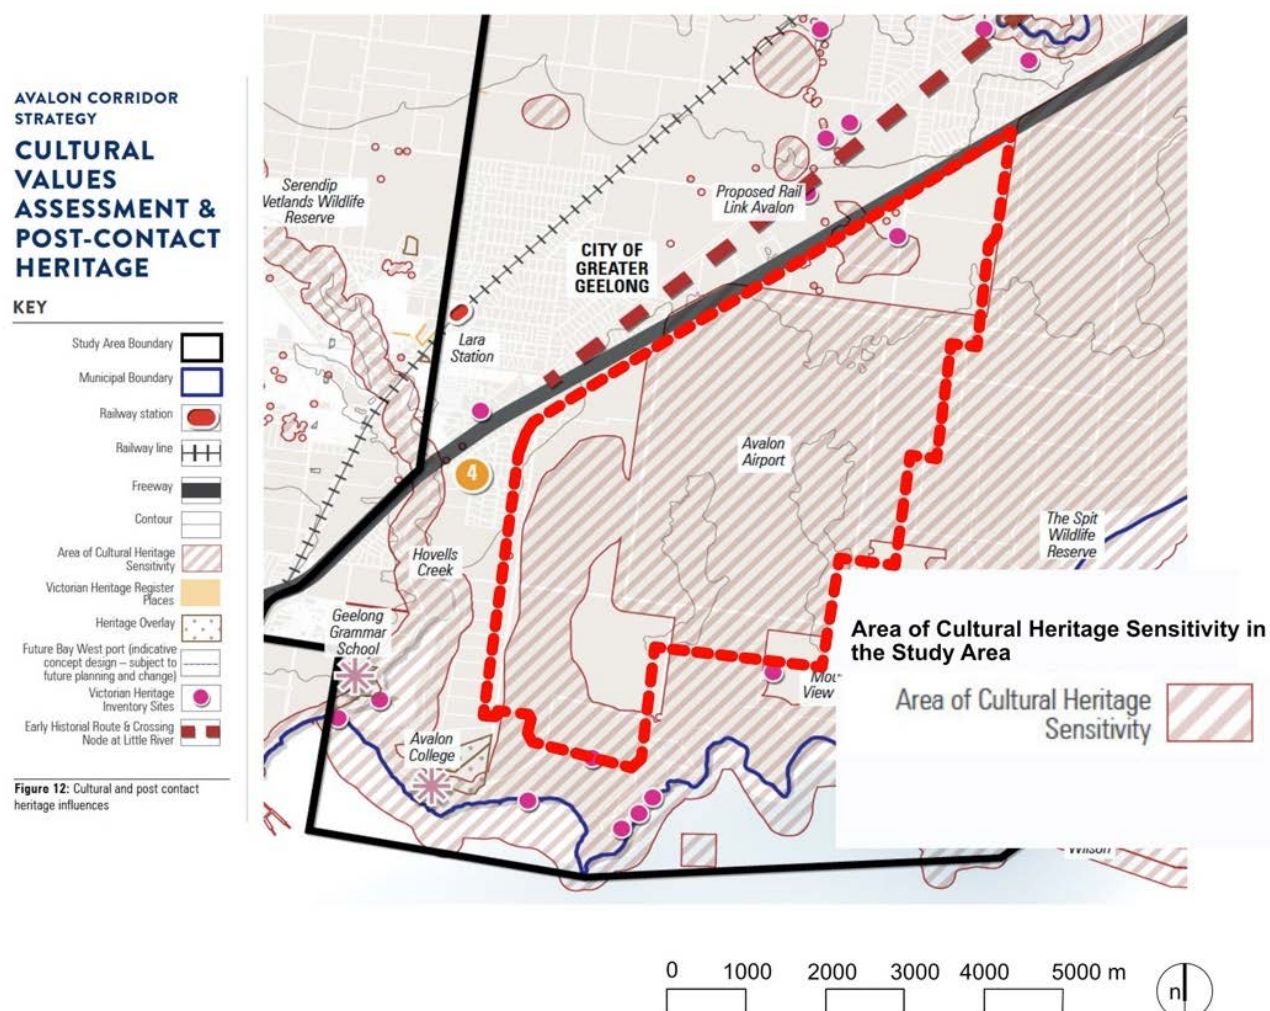 AVALON CORRIDOR
STRATEGY
CULTURAL
VALUES
ASSESSMENT &
POST-CONTACT
HERITAGE
KEY
Study Area Boundary
Municipal Boundary
Railway station
Railway line
Freeway
Contour
Area of Cultural Heritage
Sensitivity
Victorian Heritage Register
Places
Heritage Overlay
Future Bay West port (indicative
concept design – subject to
future planning and change)
Victorian Heritage
Inventory Sites
Early Historical Route & Crossing
Node at Little River
Figure 12: Cultural and post contact
heritage influences
Serendip
Wetlands Wildlife
Reserve
Proposed Rail
Link Avalon
CITY OF
GREATER
GEELONG
Lara
Station
4
Avalon
Airport
The Spit
Wildlife
Reserve
Hovells
Creek
Geelong
Grammar
School
Mou
View
Avalon
College
Wilson
Area of Cultural Heritage Sensitivity in
the Study Area
Area of Cultural Heritage
Sensitivity
0 1000 2000 3000 4000 5000 m
n